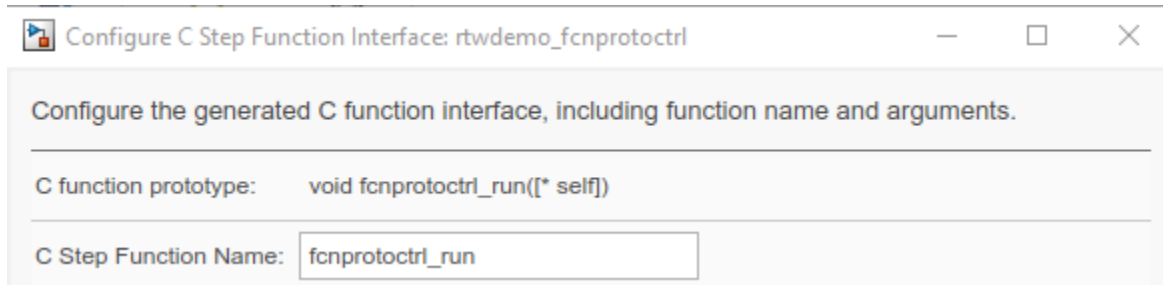 Configure C Step Function Interface: rtwdemo_fcnprotoctrl
Configure the generated C function interface, including function name and arguments.
C function prototype: void fcnprotoctrl_run([* self])
C Step Function Name: fcnprotoctrl_run